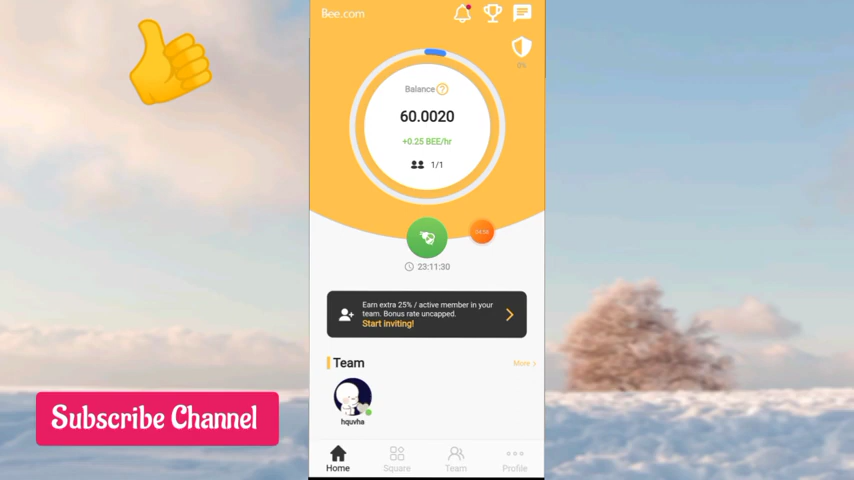 Bee.com
0%
Balance
60.0020
+0.25 BEE/hr
1/1
04:58
23:11:30
Earn extra 25% / active member in your
team. Bonus rate uncapped.
Start inviting!
Team
More >
hquvha
Subscribe Channel
Home
Square
Team
Profile